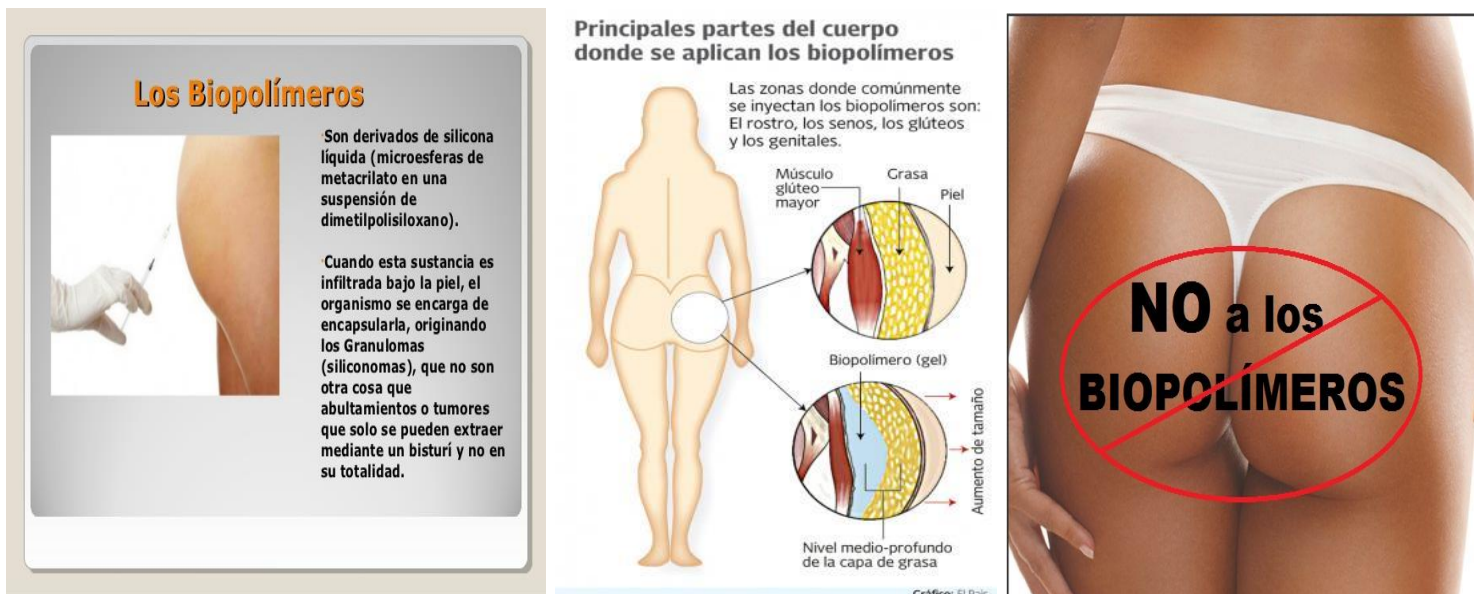 Los Biopolímeros
Son derivados de silicona
líquida (microesferas de
metacrilato en una
suspensión de
dimetilpolisiloxano).
Cuando esta sustancia es
infiltrada bajo la piel, el
organismo se encarga de
encapsularla, originando
los Granulomas
(siliconomas), que no son
otra cosa que
abultamientos o tumores
que solo se pueden extraer
mediante un bisturí y no en
su totalidad.
Principales partes del cuerpo
donde se aplican los biopolímeros
Las zonas donde comúnmente
se inyectan los biopolímeros son:
El rostro, los senos, los glúteos
y los genitales.
Músculo
glúteo
mayor
Grasa
Piel
Biopolímero (gel)
Aumento de tamaño
Nivel medio-profundo
de la capa de grasa
Gráfico: El País
NO a los
BIOPOLÍMEROS